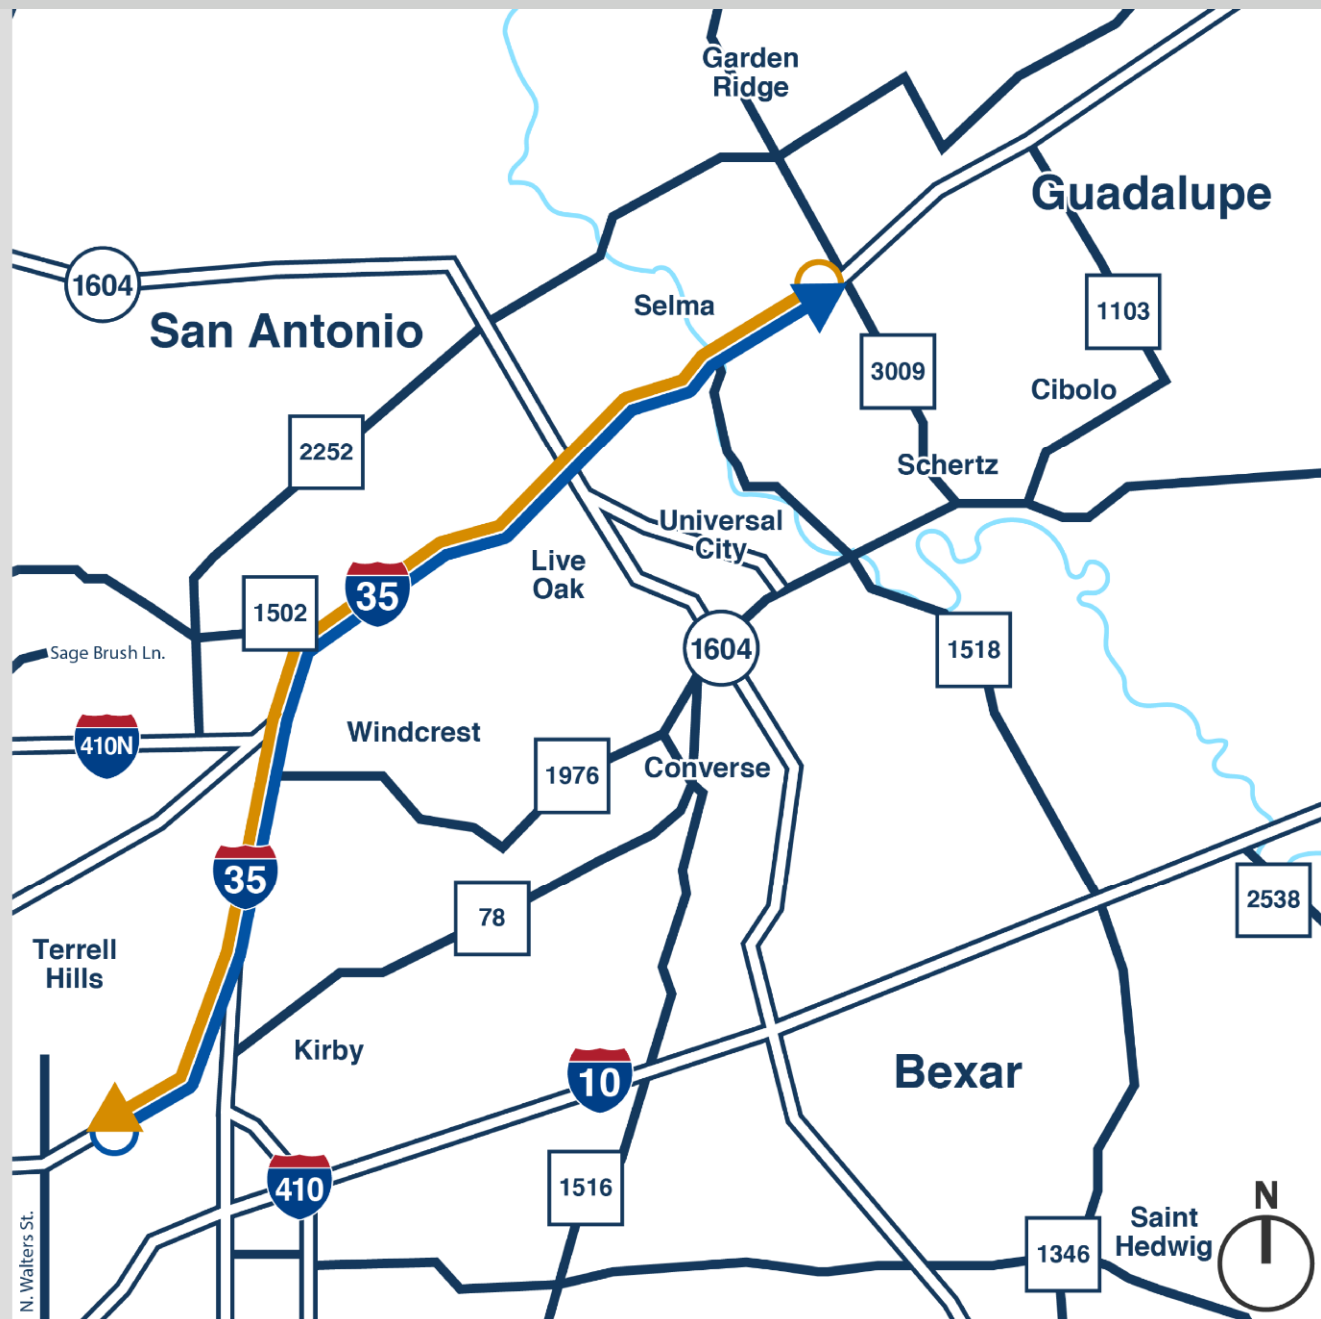 Garden
Ridge
Guadalupe
1604
San Antonio
Selma
1103
3009
Cibolo
2252
Schertz
Universal
City
Live
Oak
35
1502
Sage Brush Ln.
1604
1518
410N
Windcrest
1976
Converse
35
78
2538
Terrell
Hills
Kirby
10
Bexar
410
1516
N
Saint
Hedwig
1346
N. Walters St.